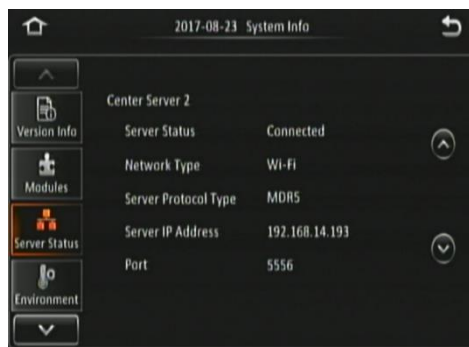 2017-08-23 System Info
Version Info
Modules
Server Status
Environment
Center Server 2
Server Status Connected
Network Type Wi-Fi
Server Protocol Type MDR5
Server IP Address 192.168.14.193
Port 5556